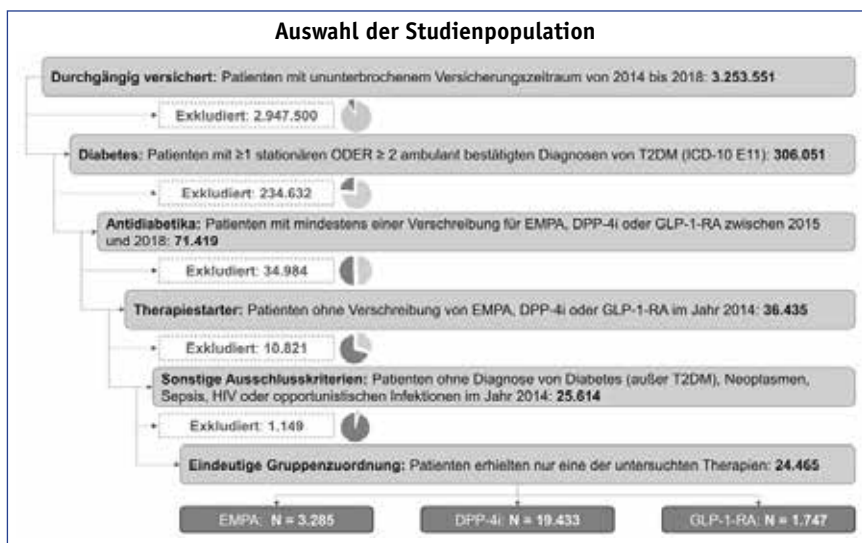 Auswahl der Studienpopulation
Durchgängig versichert: Patienten mit ununterbrochenem Versicherungszeitraum von 2014 bis 2018: 3.253.551
Exkludiert: 2.947.500
Diabetes: Patienten mit ≥1 stationären ODER ≥ 2 ambulant bestätigten Diagnosen von T2DM (ICD-10 E11): 306.051
Exkludiert: 234.632
Antidiabetika: Patienten mit mindestens einer Verschreibung für EMPA, DPP-4i oder GLP-1-RA zwischen 2015
und 2018: 71.419
Exkludiert: 34.984
Therapiestarter: Patienten ohne Verschreibung von EMPA, DPP-4i oder GLP-1-RA im Jahr 2014: 36.435
Exkludiert: 10.821
Sonstige Ausschlusskriterien: Patienten ohne Diagnose von Diabetes (außer T2DM), Neoplasmen,
Sepsis, HIV oder opportunistischen Infektionen im Jahr 2014: 25.614
Exkludiert: 1.149
Eindeutige Gruppenzuordnung: Patienten erhielten nur eine der untersuchten Therapien: 24.465
EMPA: N = 3.285
DPP-4i: N = 19.433
GLP-1-RA: N = 1.747